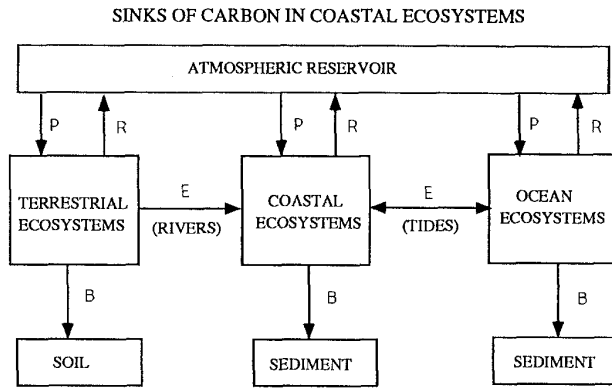 SINKS OF CARBON IN COASTAL ECOSYSTEMS
ATMOSPHERIC RESERVOIR
P
R
P
R
P
R
TERRESTRIAL
ECOSYSTEMS
E
(RIVERS)
COASTAL
ECOSYSTEMS
E
(TIDES)
OCEAN
ECOSYSTEMS
B
B
B
SOIL
SEDIMENT
SEDIMENT